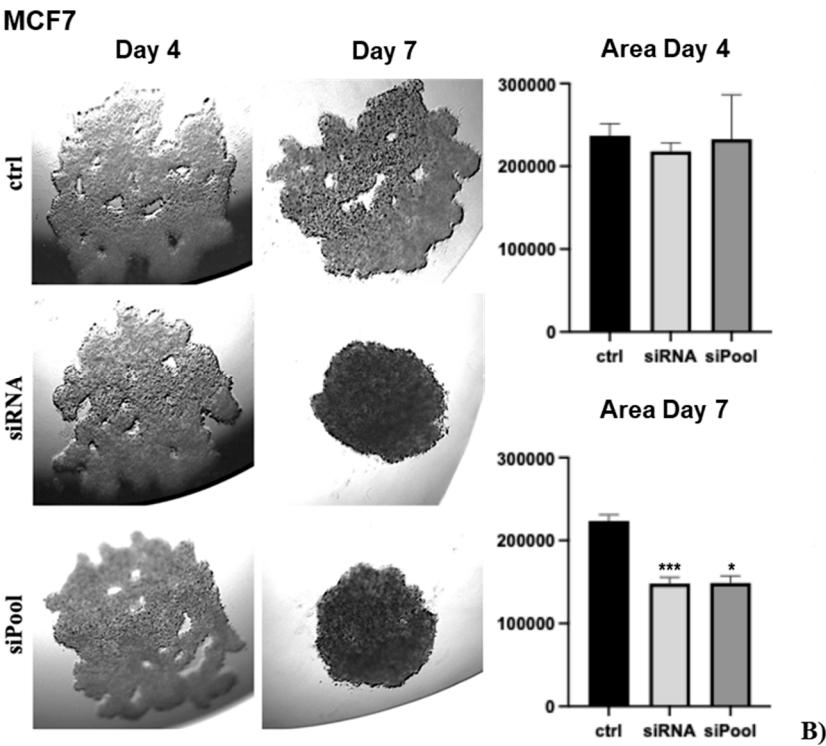 MCF7
Day 4
Day 7
ctrl
siRNA
siPool
Area Day 4
300000
200000
100000
0
ctrl siRNA siPool
Area Day 7
300000
200000
100000
0
***
*
ctrl siRNA siPool
B)